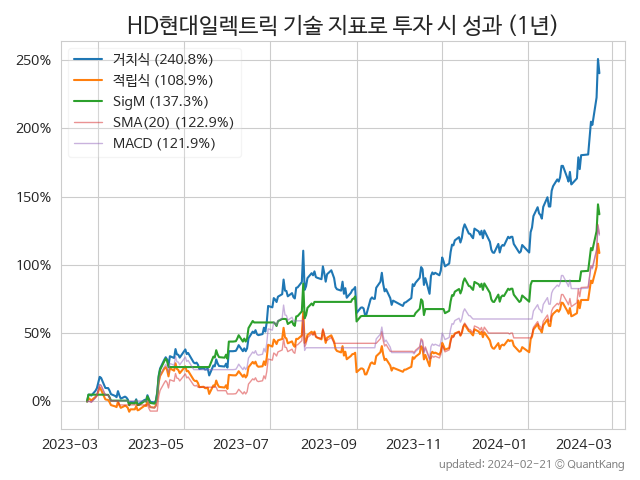 HD현대일렉트릭 기술 지표로 투자 시 성과 (1년)
250%
200%
150%
100%
50%
0%
거치식 (240.8%)
적립식 (108.9%)
SigM (137.3%)
SMA(20) (122.9%)
MACD (121.9%)
2023-03 2023-05 2023-07 2023-09 2023-11 2024-01 2024-03
updated: 2024-02-21 © QuantKang